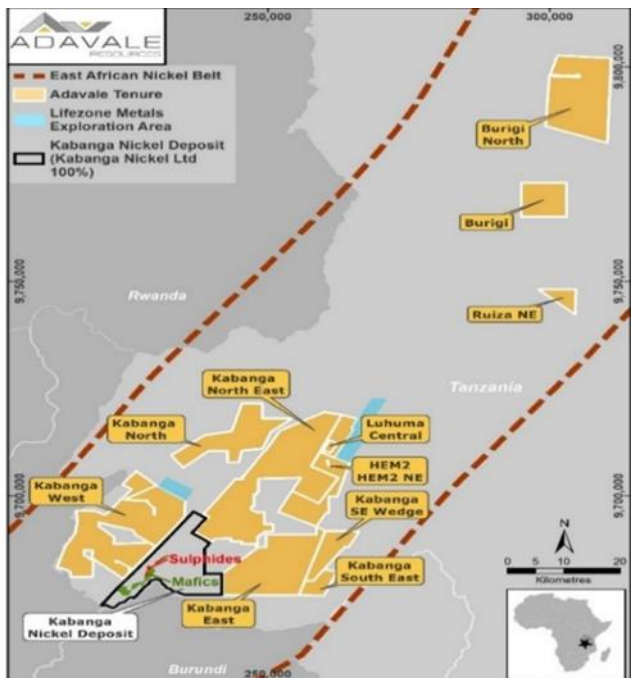 ADAVALE
RESOURCES
East African Nickel Belt
Adavale Tenure
Lifezone Metals
Exploration Area
Kabanga Nickel Deposit
(Kabanga Nickel Ltd
100%)
250,000
300,000
9,800,000
Burigi
North
Burigi
9,750,000
9,750,000
Rwanda
Ruiza NE
Tanzania
Kabanga
North East
Kabanga
North
Luhuma
Central
HEM2
HEM2 NE
Kabanga
West
9,700,000
9,700,000
Kabanga
SE Wedge
Sulphides
Mafics
Kabanga
South East
Kabanga
Nickel Deposit
Kabanga
East
N
0 5 10 20
Kilometres
Burundi
250,000